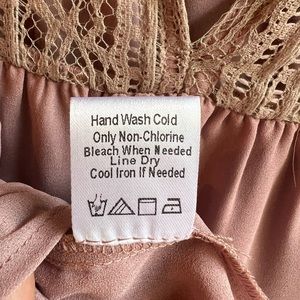 Hand Wash Cold
Only Non-Chlorine
Bleach When Needed
Line Dry
Cool Iron If Needed